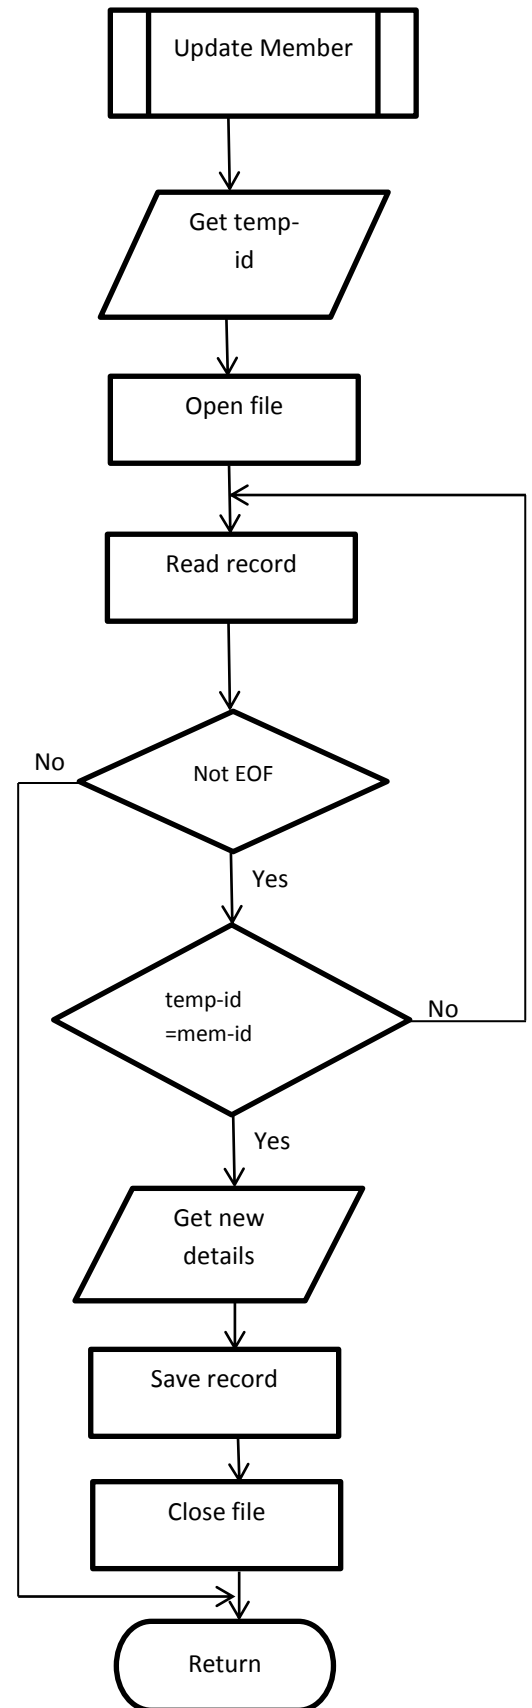 Update Member
Get temp-
id
Open file
Read record
No
Not EOF
Yes
temp-id
=mem-id
No
Yes
Get new
details
Save record
Close file
Return